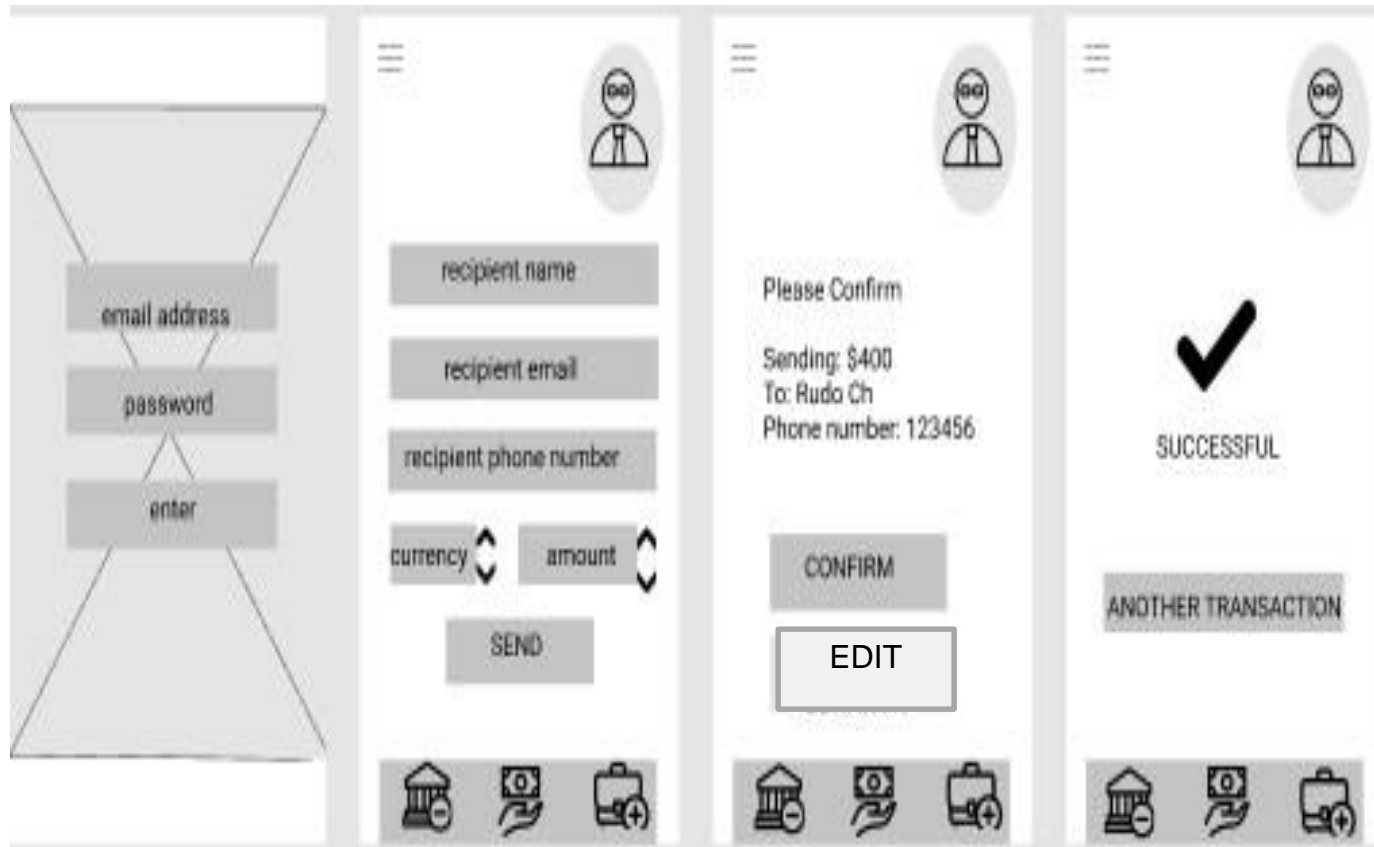 email address
password
enter
recipient name
recipient email
recipient phone number
currency
amount
SEND
Please Confirm
Sending: $400
To: Rudo Ch
Phone number: 123456
CONFIRM
EDIT
SUCCESSFUL
ANOTHER TRANSACTION